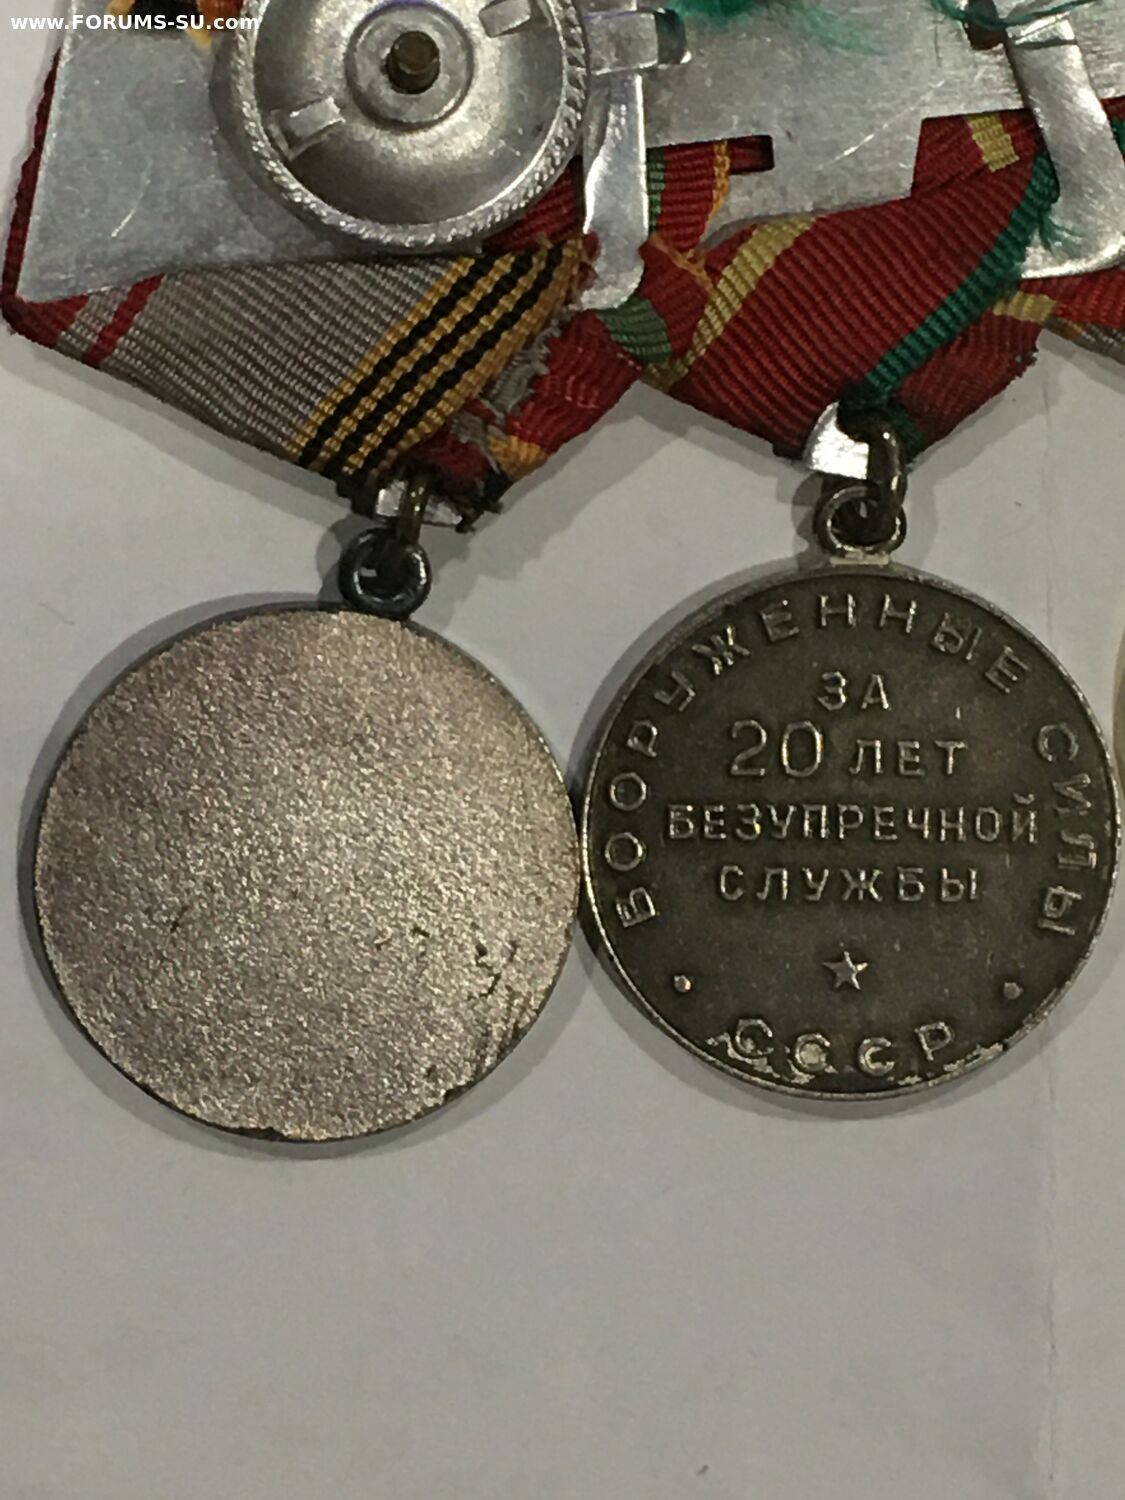 www.FORUMS-SU.com
ВООРУЖЕННЫЕ СИЛЫ
ЗА
20 ЛЕТ
БЕЗУПРЕЧНОЙ
СЛУЖБЫ
СССР